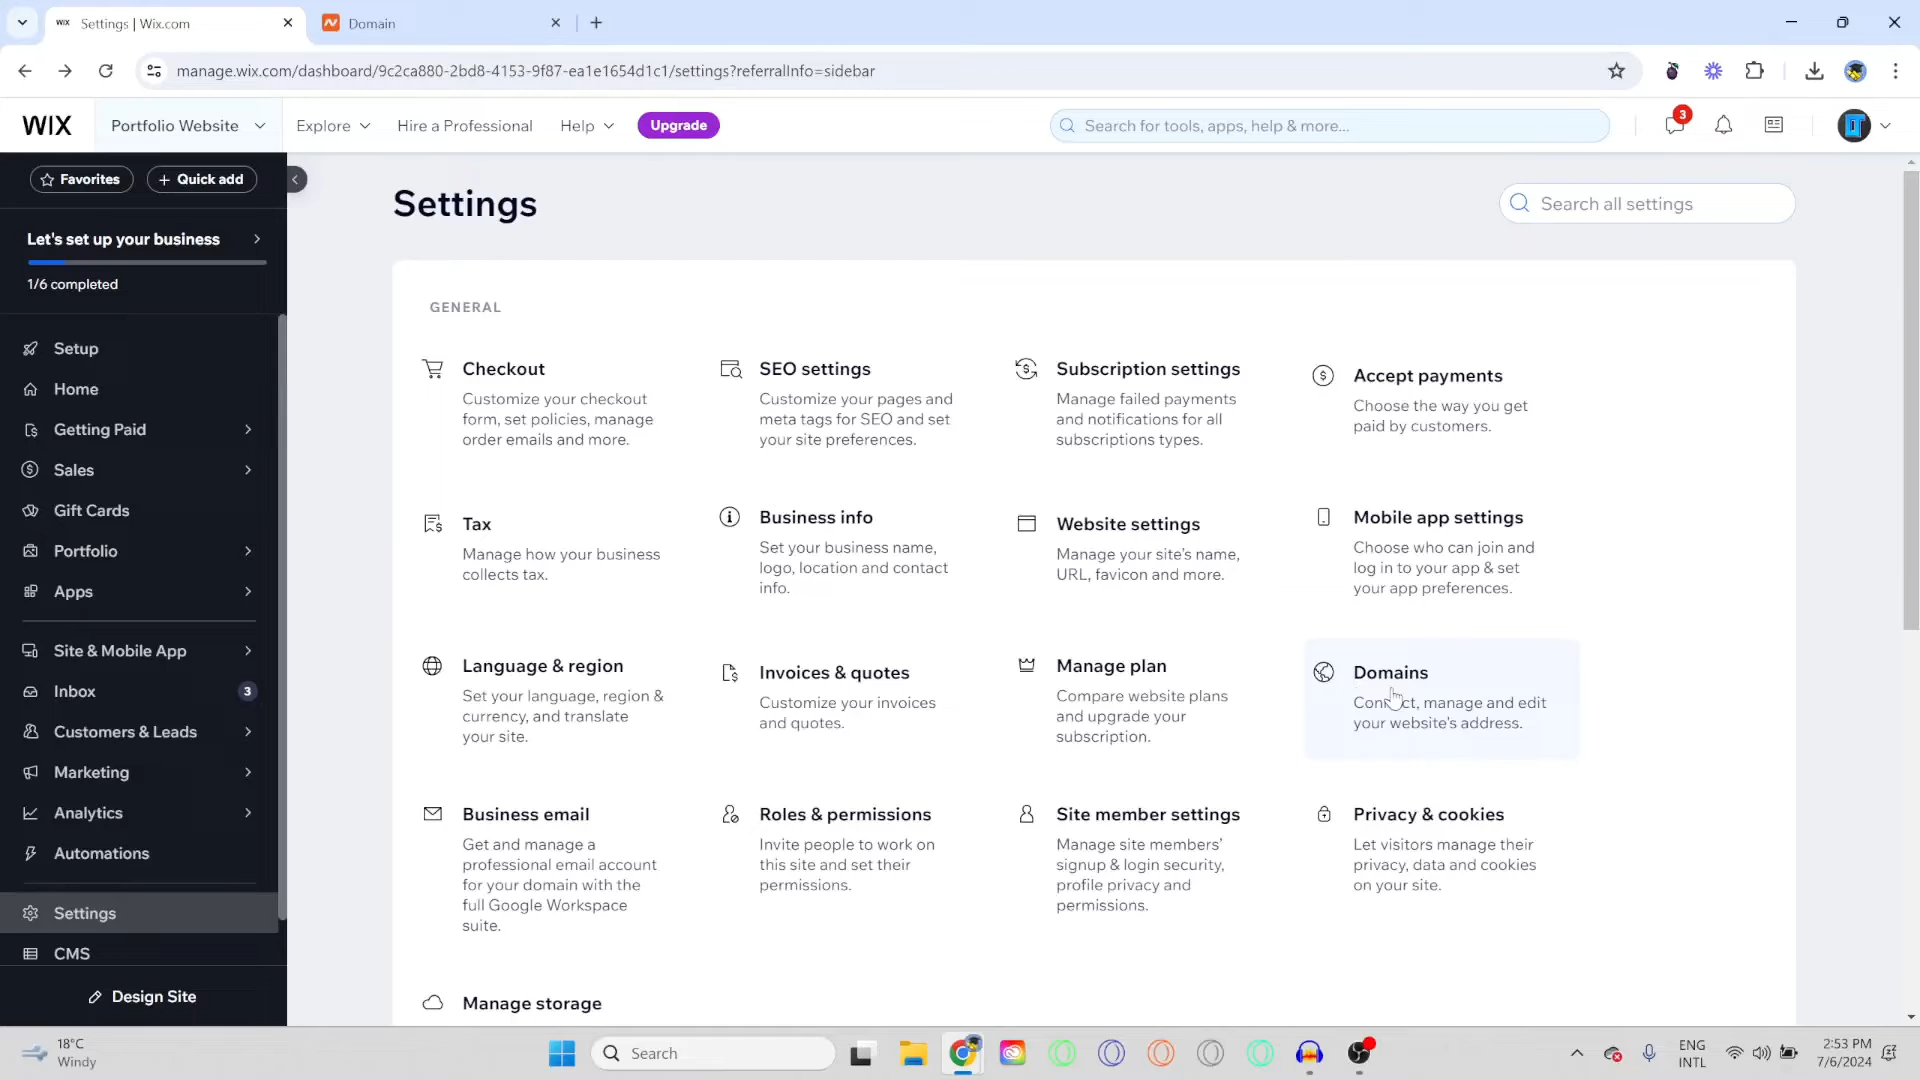 WIX Settings | Wix.com
Domain
manage.wix.com/dashboard/9c2ca880-2bd8-4153-9f87-ea1e1654d1c1/settings?referralInfo=sidebar
WIX
Portfolio Website
Explore
Hire a Professional
Help
Upgrade
Search for tools, apps, help & more...
3
Favorites
Quick add
Let's set up your business
1/6 completed
Setup
Home
Getting Paid
Sales
Gift Cards
Portfolio
Apps
Site & Mobile App
Inbox
3
Customers & Leads
Marketing
Analytics
Automations
Settings
CMS
Design Site
Settings
Search all settings
GENERAL
Checkout
Customize your checkout
form, set policies, manage
order emails and more.
SEO settings
Customize your pages and
meta tags for SEO and set
your site preferences.
Subscription settings
Manage failed payments
and notifications for all
subscriptions types.
Accept payments
Choose the way you get
paid by customers.
Tax
Manage how your business
collects tax.
Business info
Set your business name,
logo, location and contact
info.
Website settings
Manage your site's name,
URL, favicon and more.
Mobile app settings
Choose who can join and
log in to your app & set
your app preferences.
Language & region
Set your language, region &
currency, and translate
your site.
Invoices & quotes
Customize your invoices
and quotes.
Manage plan
Compare website plans
and upgrade your
subscription.
Domains
Connect, manage and edit
your website's address.
Business email
Get and manage a
professional email account
for your domain with the
full Google Workspace
suite.
Roles & permissions
Invite people to work on
this site and set their
permissions.
Site member settings
Manage site members'
signup & login security,
profile privacy and
permissions.
Privacy & cookies
Let visitors manage their
privacy, data and cookies
on your site.
Manage storage
18°C
Windy
Search
ENG
INTL
2:53 PM
7/6/2024